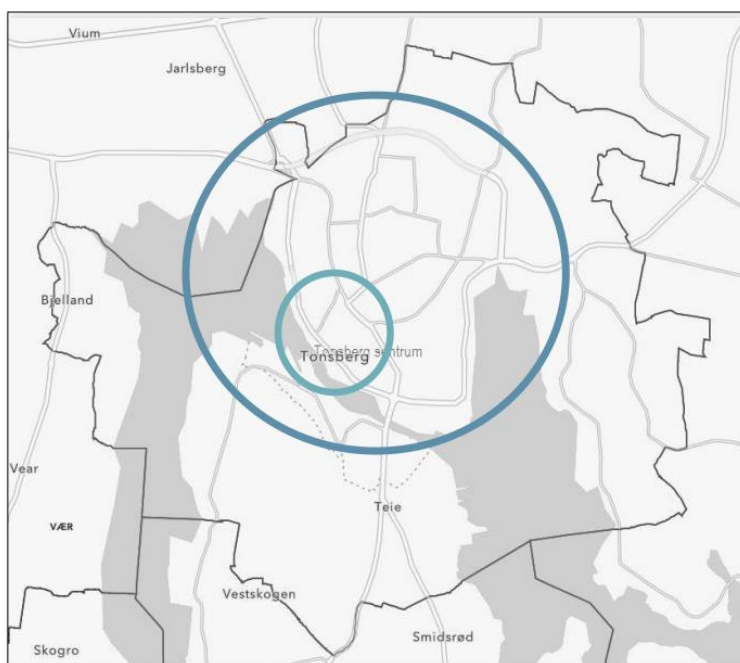 Vium
Jarlsberg
Bjelland
Tønsberg sentrum
Tønsberg
Vear
VÆR
Teie
Vestskogen
Smidsrød
Skogro